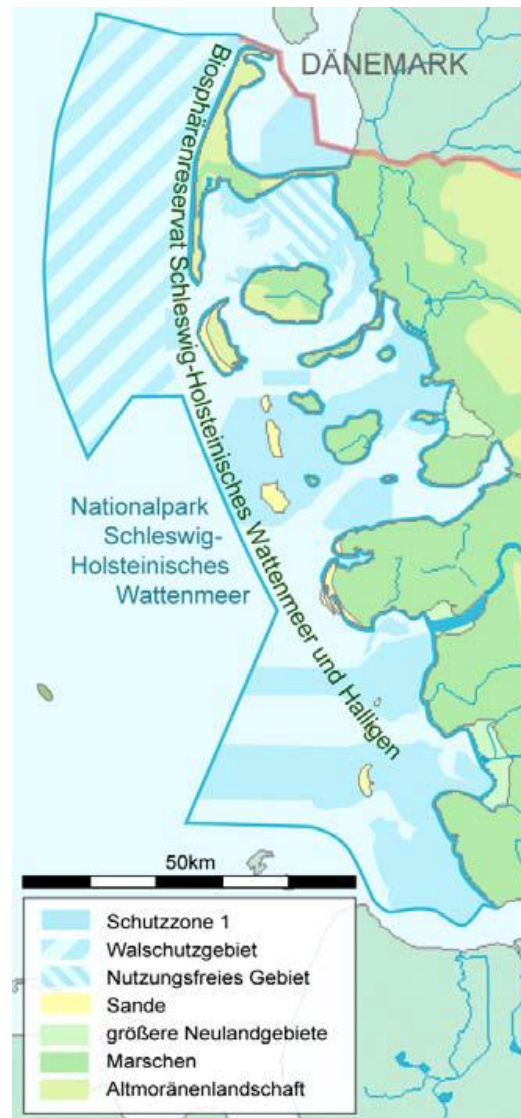 DÄNEMARK
Biosphärenreservat Schleswig-Holsteinisches Wattenmeer und Halligen
Nationalpark
Schleswig-
Holsteinisches
Wattenmeer
50km
Schutzzone 1
Walschutzgebiet
Nutzungsfreies Gebiet
Sande
größere Neulandgebiete
Marschen
Altmoränenlandschaft